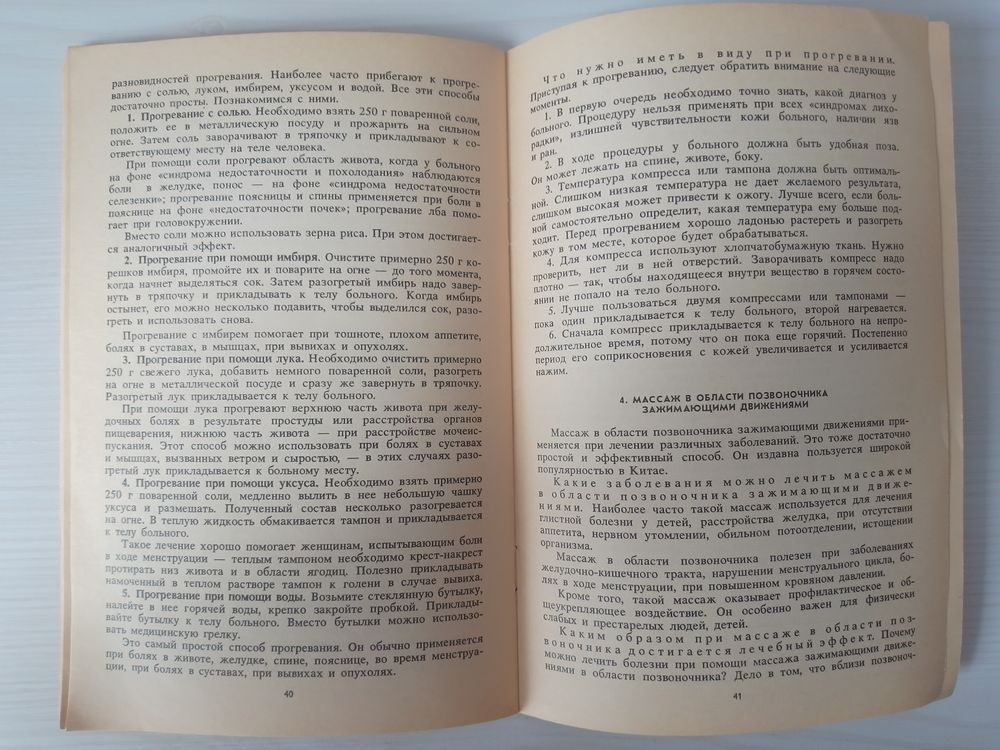 разновидностей прогревания. Наиболее часто прибегают к прогре-
ванию с солью, луком, имбирем, уксусом и водой. Все эти способы
достаточно просты. Познакомимся с ними.
1. Прогревание с солью. Необходимо взять 250 г поваренной соли,
положить ее в металлическую посуду и прожарить на сильном
огне. Затем соль заворачивают в тряпочку и прикладывают к со-
ответствующему месту на теле человека.
При помощи соли прогревают область живота, когда у больного
на фоне «синдрома недостаточности и похолодания» наблюдаются
боли в желудке, понос — на фоне «синдрома недостаточности
селезенки»; прогревание поясницы и спины применяется при боли в
пояснице на фоне «недостаточности почек»; прогревание лба помо-
гает при головокружении.
Вместо соли можно использовать зерна риса. При этом достигает-
ся аналогичный эффект.
2. Прогревание при помощи имбиря. Очистите примерно 250 г ко-
решков имбиря, промойте их и поварите на огне — до того момента,
когда начнет выделяться сок. Затем разогретый имбирь надо завер-
нуть в тряпочку и прикладывать к телу больного. Когда имбирь
остынет, его можно несколько подавить, чтобы выделился сок, разо-
греть и использовать снова.
Прогревание с имбирем помогает при тошноте, плохом аппетите,
болях в суставах, в мышцах, при вывихах и опухолях.
3. Прогревание при помощи лука. Необходимо очистить примерно
250 г свежего лука, добавить немного поваренной соли, разогреть
на огне в металлической посуде и сразу же завернуть в тряпочку.
Разогретый лук прикладывается к телу больного.
При помощи лука прогревают верхнюю часть живота при желу-
дочных болях в результате простуды или расстройства органов
пищеварения, нижнюю часть живота — при расстройстве мочеис-
пускания. Этот способ можно использовать при болях в суставах
и мышцах, вызванных ветром и сыростью, — в этих случаях разо-
гретый лук прикладывается к больному месту.
4. Прогревание при помощи уксуса. Необходимо взять примерно
250 г поваренной соли, медленно вылить в нее небольшую чашку
уксуса и размешать. Полученный состав несколько разогревается
на огне. В теплую жидкость обмакивается тампон и прикладывается
к телу больного.
Такое лечение хорошо помогает женщинам, испытывающим боли
в ходе менструации — теплым тампоном необходимо крест-накрест
протирать низ живота и в области ягодиц. Полезно прикладывать
намоченный в теплом растворе тампон к голени в случае вывиха.
5. Прогревание при помощи воды. Возьмите стеклянную бутылку,
налейте в нее горячей воды, крепко закройте пробкой. Приклады-
вайте бутылку к телу больного. Вместо бутылки можно использо-
вать медицинскую грелку.
Это самый простой способ прогревания. Он обычно применяется
при болях в животе, желудке, спине, пояснице, во время менструа-
ции, при болях в суставах, при вывихах и опухолях.
40
Что нужно иметь в виду при прогревании.
Приступая к прогреванию, следует обратить внимание на следующие
моменты.
1. В первую очередь необходимо точно знать, какой диагноз у
больного. Процедуру нельзя применять при всех «синдромах лихо-
радки», излишней чувствительности кожи больного, наличии язв
и ран.
2. В ходе процедуры у больного должна быть удобная поза.
Он может лежать на спине, животе, боку.
3. Температура компресса или тампона должна быть оптималь-
ной. Слишком низкая температура не дает желаемого результата,
слишком высокая может привести к ожогу. Лучше всего, если боль-
ной самостоятельно определит, какая температура ему больше под-
ходит. Перед прогреванием хорошо ладонью растереть и разогреть
кожу в том месте, которое будет обрабатываться.
4. Для компресса используют хлопчатобумажную ткань. Нужно
проверить, нет ли в ней отверстий. Заворачивать компресс надо
плотно — так, чтобы находящееся внутри вещество в горячем состо-
янии не попало на тело больного.
5. Лучше пользоваться двумя компрессами или тампонами —
пока один прикладывается к телу больного, второй нагревается.
6. Сначала компресс прикладывается к телу больного на непро-
должительное время, потому что он пока еще горячий. Постепенно
период его соприкосновения с кожей увеличивается и усиливается
нажим.
4. МАССАЖ В ОБЛАСТИ ПОЗВОНОЧНИКА
ЗАЖИМАЮЩИМИ ДВИЖЕНИЯМИ
Массаж в области позвоночника зажимающими движениями при-
меняется при лечении различных заболеваний. Это тоже достаточно
простой и эффективный способ. Он издавна пользуется широкой
популярностью в Китае.
Какие заболевания можно лечить массажем
в области позвоночника зажимающими движе-
ниями. Наиболее часто такой массаж используется для лечения
глистной болезни у детей, расстройства желудка, при отсутствии
аппетита, нервном утомлении, обильном потоотделении, истощении
организма.
Массаж в области позвоночника полезен при заболеваниях
желудочно-кишечного тракта, нарушении менструального цикла, бо-
лях в ходе менструации, при повышенном кровяном давлении.
Кроме того, такой массаж оказывает профилактическое и об-
щеукрепляющее воздействие. Он особенно важен для физически
слабых и престарелых людей, детей.
Каким образом при массаже в области поз-
воночника достигается лечебный эффект. Почему
можно лечить болезни при помощи массажа зажимающими движе-
ниями в области позвоночника? Дело в том, что вблизи позвоноч-
41